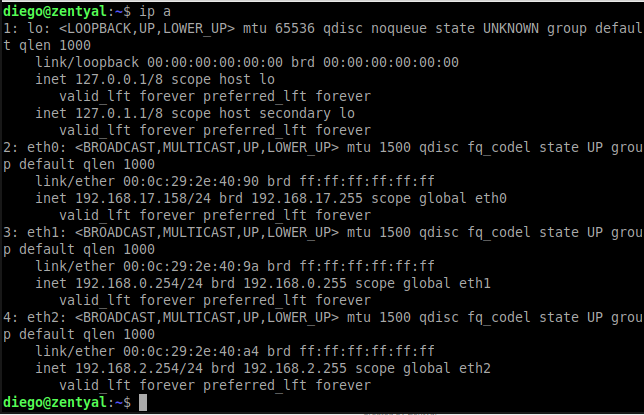 diego@zentyal:~$ ip a
1: lo: <LOOPBACK,UP,LOWER_UP> mtu 65536 qdisc noqueue state UNKNOWN group defaul
t qlen 1000
    link/loopback 00:00:00:00:00:00 brd 00:00:00:00:00:00
    inet 127.0.0.1/8 scope host lo
       valid_lft forever preferred_lft forever
    inet 127.0.1.1/8 scope host secondary lo
       valid_lft forever preferred_lft forever
2: eth0: <BROADCAST,MULTICAST,UP,LOWER_UP> mtu 1500 qdisc fq_codel state UP grou
p default qlen 1000
    link/ether 00:0c:29:2e:40:90 brd ff:ff:ff:ff:ff:ff
    inet 192.168.17.158/24 brd 192.168.17.255 scope global eth0
       valid_lft forever preferred_lft forever
3: eth1: <BROADCAST,MULTICAST,UP,LOWER_UP> mtu 1500 qdisc fq_codel state UP grou
p default qlen 1000
    link/ether 00:0c:29:2e:40:9a brd ff:ff:ff:ff:ff:ff
    inet 192.168.0.254/24 brd 192.168.0.255 scope global eth1
       valid_lft forever preferred_lft forever
4: eth2: <BROADCAST,MULTICAST,UP,LOWER_UP> mtu 1500 qdisc fq_codel state UP grou
p default qlen 1000
    link/ether 00:0c:29:2e:40:a4 brd ff:ff:ff:ff:ff:ff
    inet 192.168.2.254/24 brd 192.168.2.255 scope global eth2
       valid_lft forever preferred_lft forever
diego@zentyal:~$